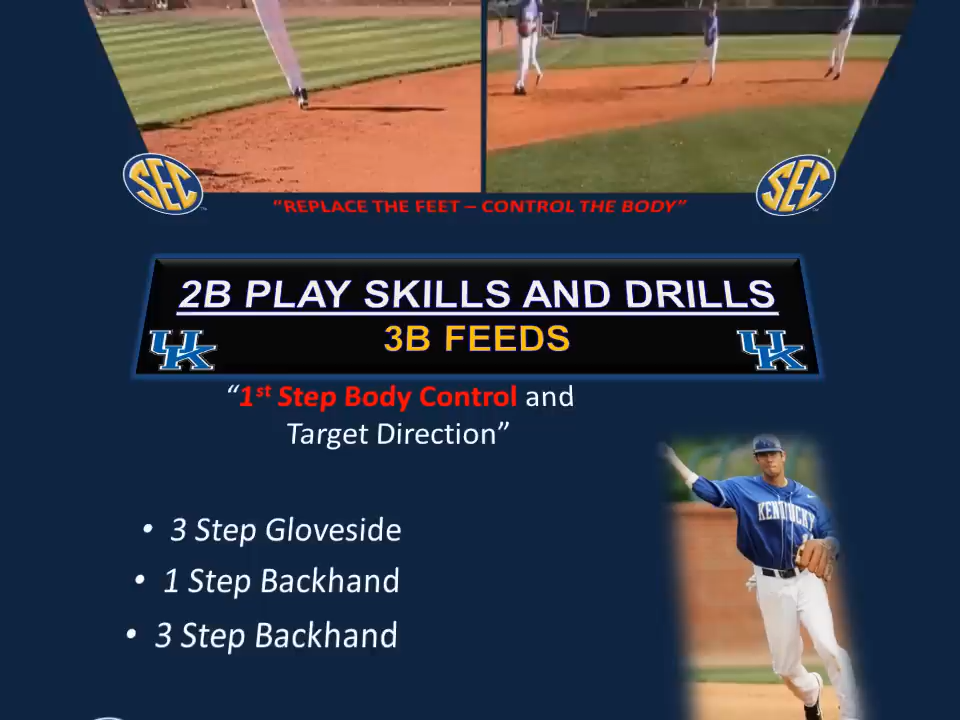 SEC
SEC
"REPLACE THE FEET – CONTROL THE BODY"
2B PLAY SKILLS AND DRILLS
3B FEEDS
UK
UK
“1st Step Body Control and
Target Direction”
• 3 Step Gloveside
• 1 Step Backhand
• 3 Step Backhand
KENTUCKY